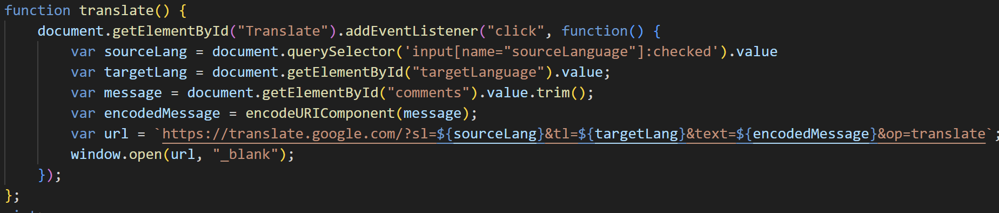 function translate() {
document.getElementById("Translate").addEventListener("click", function() {
var sourceLang = document.querySelector('input[name="sourceLanguage"]:checked').value
var targetLang = document.getElementById("targetLanguage").value;
var message = document.getElementById("comments").value.trim();
var encodedMessage = encodeURIComponent(message);
var url = `https://translate.google.com/?sl=${sourceLang}&tl=${targetLang}&text=${encodedMessage}&op=translate`;
window.open(url, "_blank");
});
};